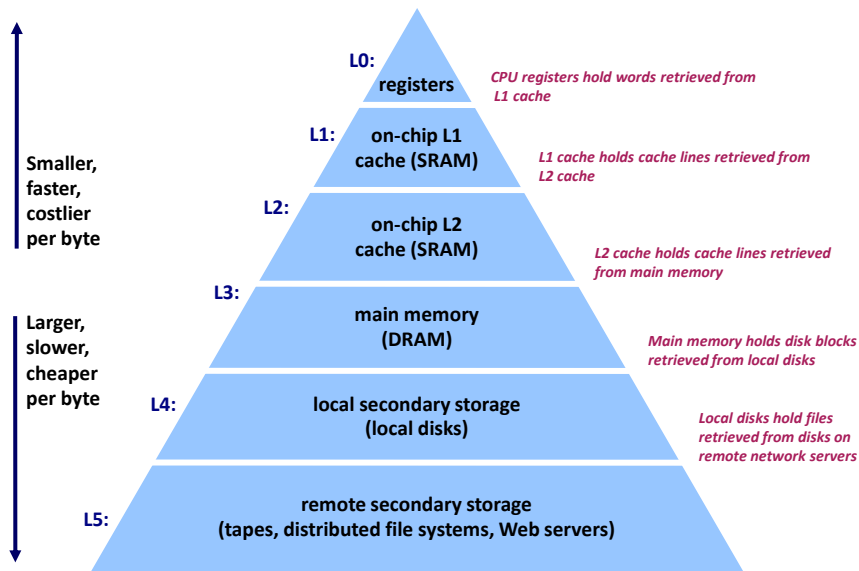 L0:
registers
CPU registers hold words retrieved from
L1 cache
L1:
on-chip L1
cache (SRAM)
L1 cache holds cache lines retrieved from
L2 cache
Smaller,
faster,
costlier
per byte
L2:
on-chip L2
cache (SRAM)
L2 cache holds cache lines retrieved
from main memory
L3:
main memory
(DRAM)
Main memory holds disk blocks
retrieved from local disks
Larger,
slower,
cheaper
per byte
L4:
local secondary storage
(local disks)
Local disks hold files
retrieved from disks on
remote network servers
L5:
remote secondary storage
(tapes, distributed file systems, Web servers)